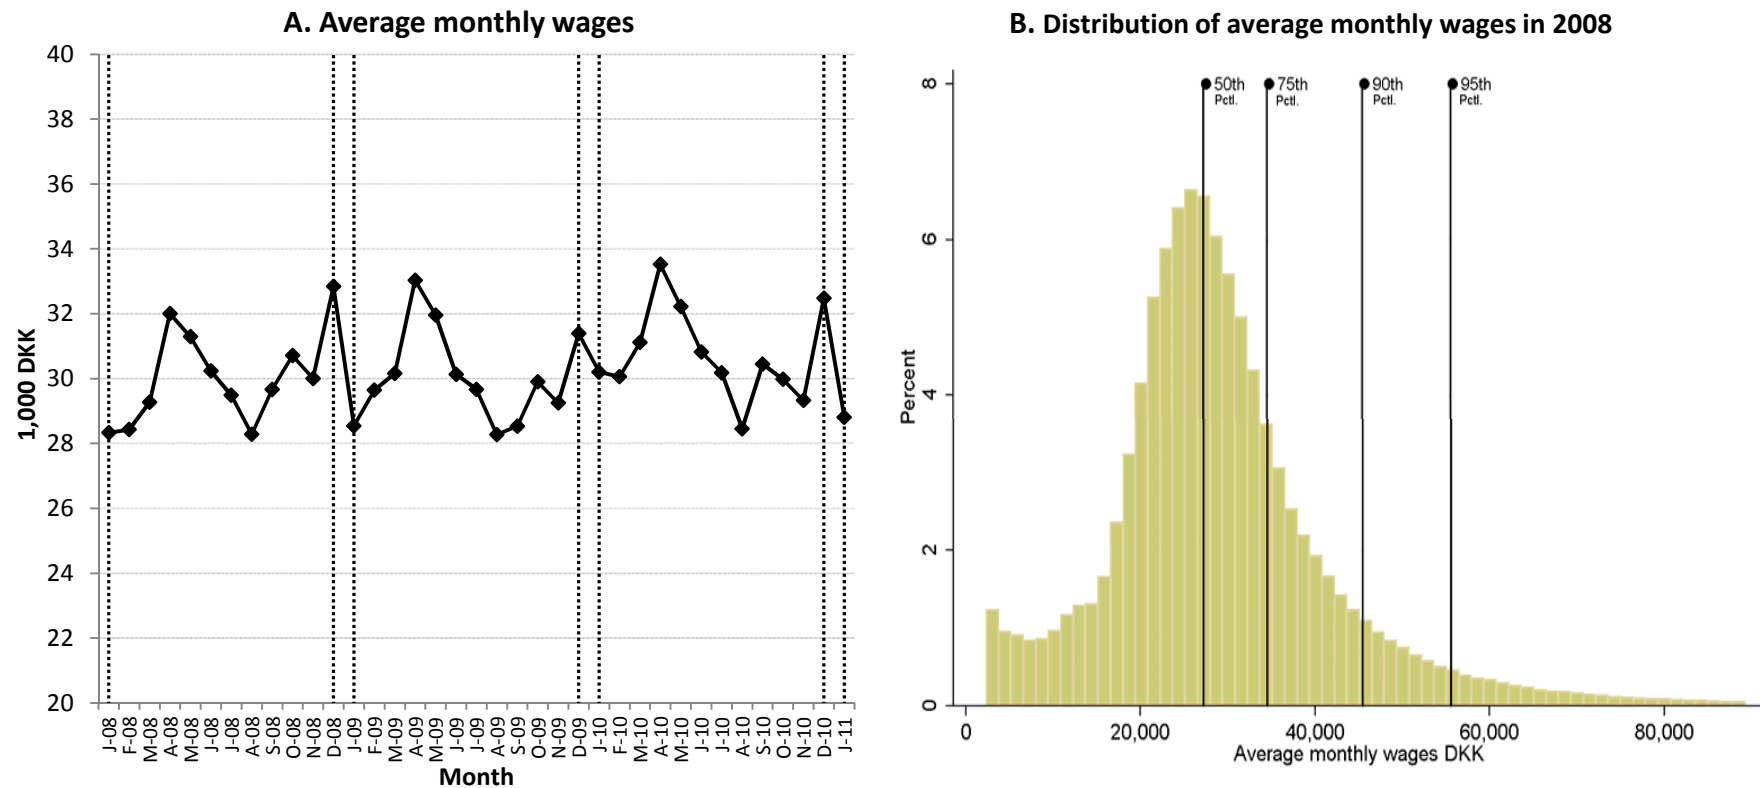 A. Average monthly wages
40
38
36
34
32
30
28
26
24
22
20
1,000 DKK
J-08
F-08
M-08
A-08
M-08
J-08
J-08
A-08
S-08
O-08
N-08
D-08
J-09
F-09
M-09
A-09
M-09
J-09
J-09
A-09
S-09
O-09
N-09
D-09
J-10
F-10
M-10
A-10
M-10
J-10
J-10
A-10
S-10
O-10
N-10
D-10
J-11
Month
B. Distribution of average monthly wages in 2008
50th
Pctl.
75th
Pctl.
90th
Pctl.
95th
Pctl.
8
6
4
2
0
Percent
0
20,000
40,000
60,000
80,000
Average monthly wages DKK